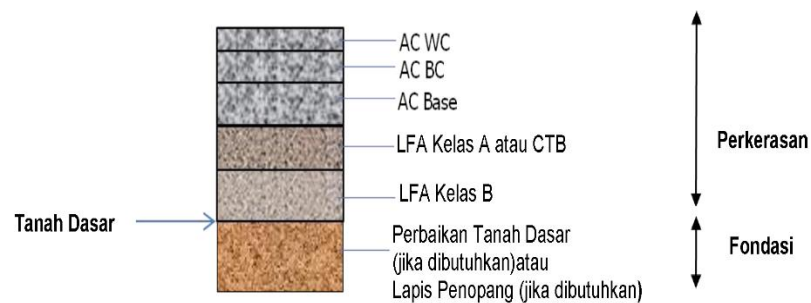 AC WC
AC BC
AC Base
LFA Kelas A atau CTB
LFA Kelas B
Perkerasan
Tanah Dasar
Perbaikan Tanah Dasar
(jika dibutuhkan)atau
Lapis Penopang (jika dibutuhkan)
Fondasi